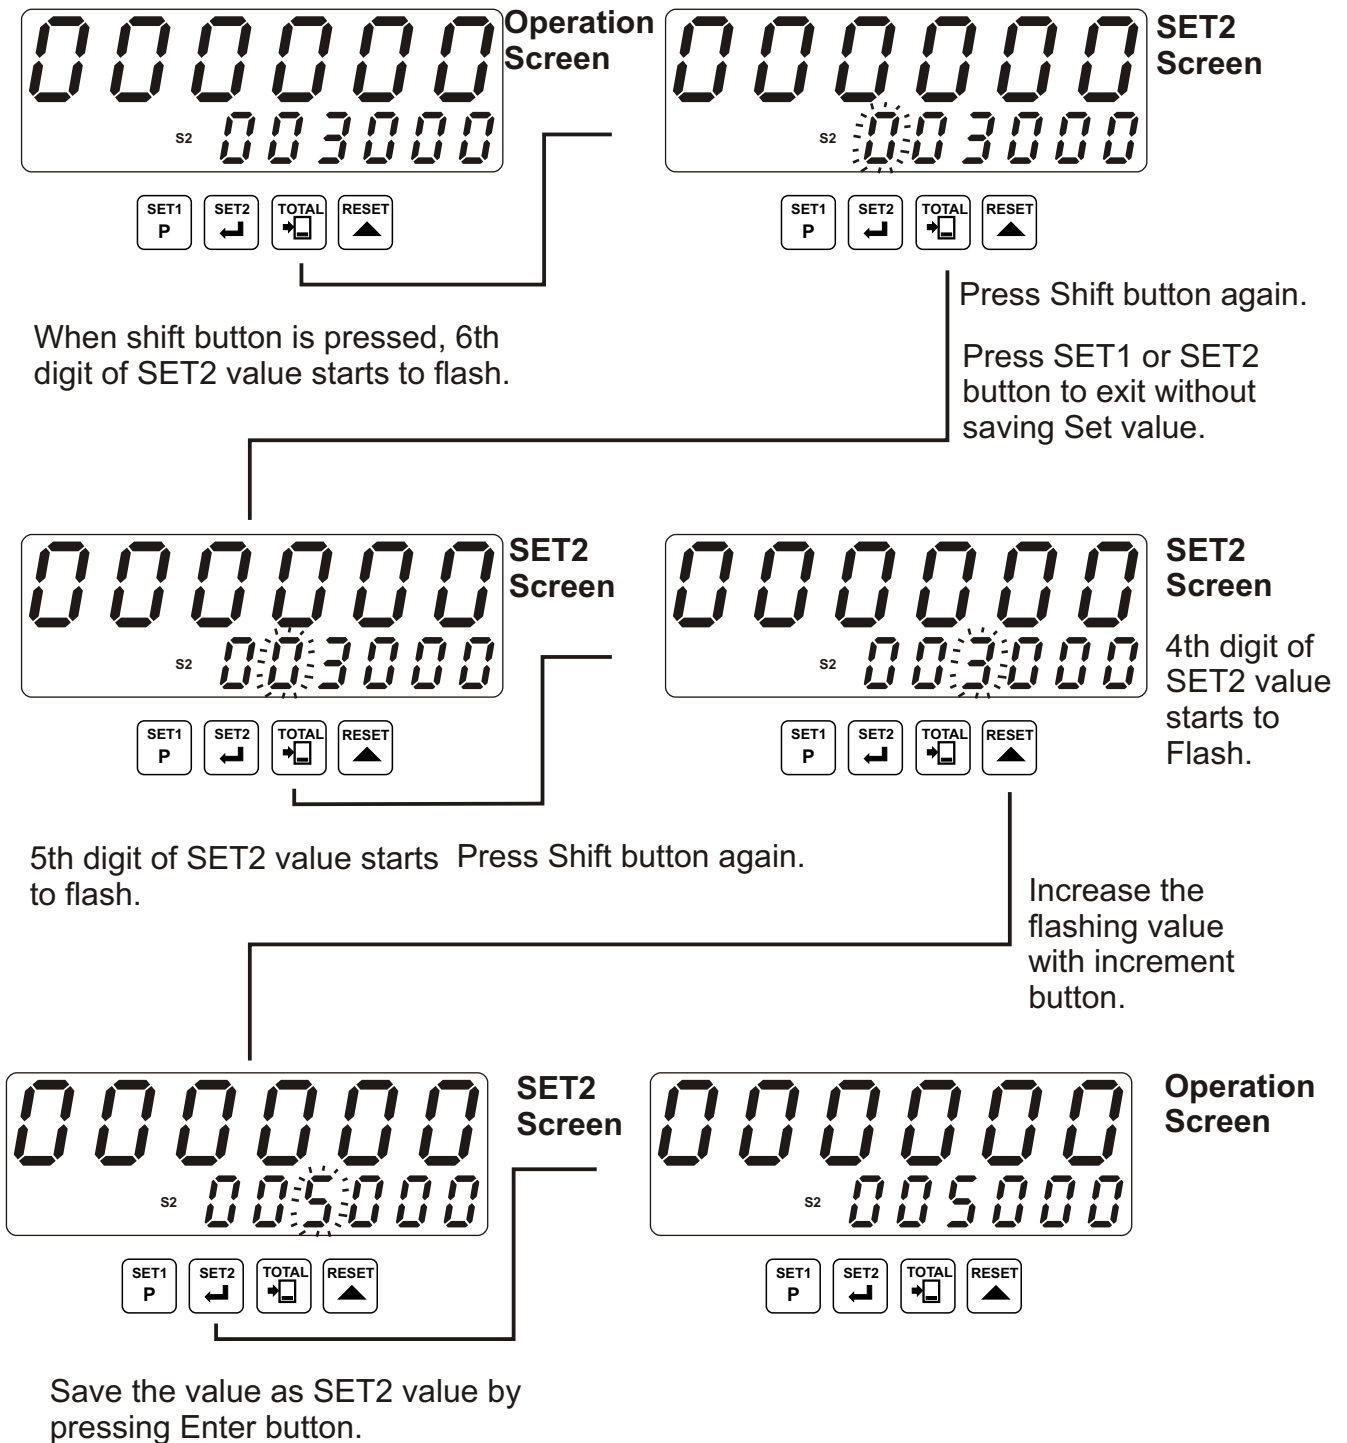 000000
S2 003000
Operation
Screen
SET1 SET2 TOTAL RESET
P
When shift button is pressed, 6th
digit of SET2 value starts to flash.
000000
S2 003000
SET2
Screen
SET1 SET2 TOTAL RESET
P
Press Shift button again.
Press SET1 or SET2
button to exit without
saving Set value.
000000
S2 003000
SET2
Screen
SET1 SET2 TOTAL RESET
P
5th digit of SET2 value starts
to flash.
Press Shift button again.
000000
S2 003000
SET2
Screen
4th digit of
SET2 value
starts to
Flash.
SET1 SET2 TOTAL RESET
P
Increase the
flashing value
with increment
button.
000000
S2 005000
SET2
Screen
SET1 SET2 TOTAL RESET
P
Save the value as SET2 value by
pressing Enter button.
000000
S2 005000
Operation
Screen
SET1 SET2 TOTAL RESET
P